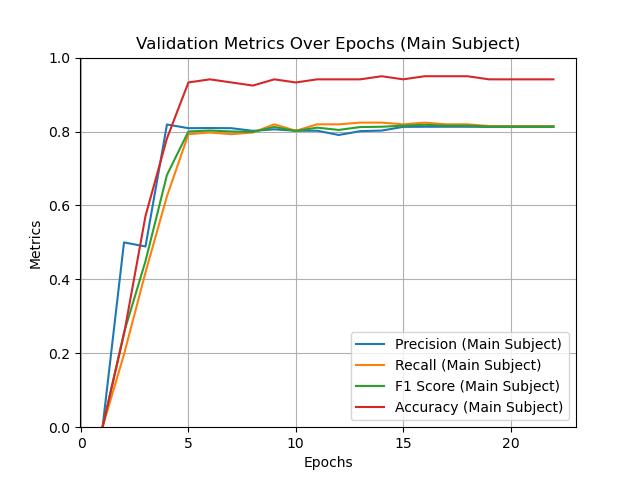 Validation Metrics Over Epochs (Main Subject)
1.0
0.8
0.6
0.4
0.2
0.0
Metrics
Precision (Main Subject)
Recall (Main Subject)
F1 Score (Main Subject)
Accuracy (Main Subject)
0 5 10 15 20
Epochs